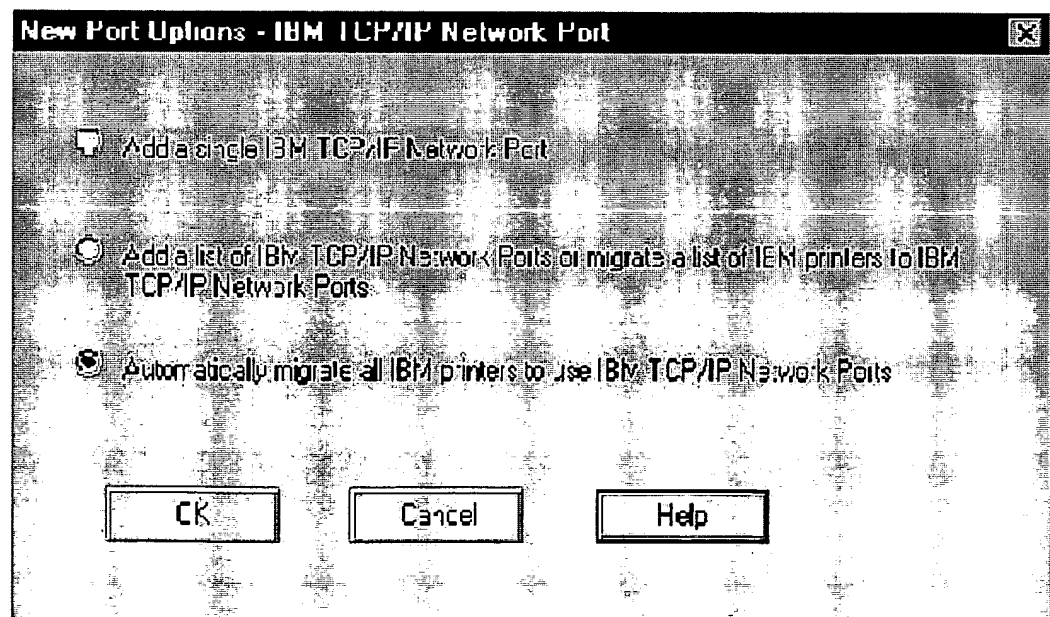 New Port Options - IBM TCP/IP Network Port
Add a single IBM TCP/IP Network Port
Add a list of IBM TCP/IP Network Ports or migrate a list of IBM printers to IBM
TCP/IP Network Ports
Automatically migrate all IBM printers to use IBM TCP/IP Network Ports
OK
Cancel
Help